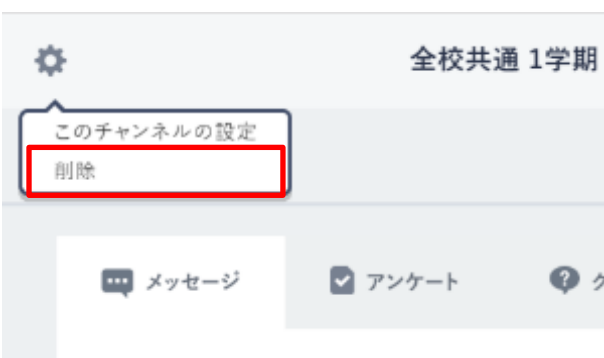 全校共通 1学期
このチャンネルの設定
削除
メッセージ
アンケート